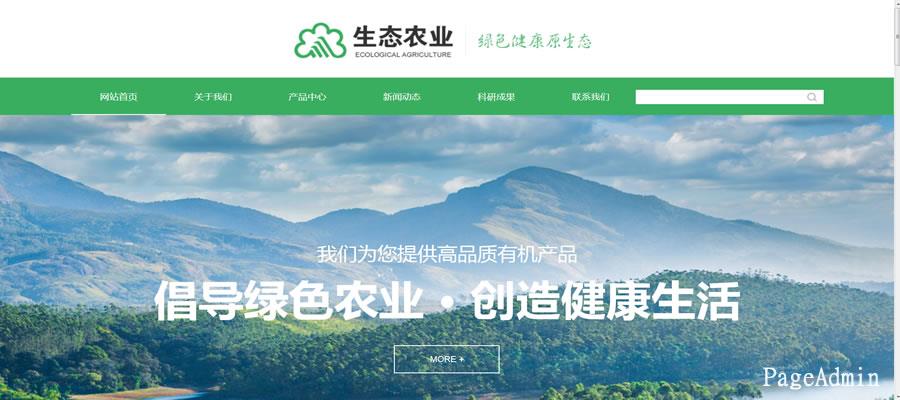 生态农业
ECOLOGICAL AGRICULTURE
绿色健康原生态
网站首页 关于我们 产品中心 新闻动态 科研成果 联系我们
我们为您提供高品质有机产品
倡导绿色农业·创造健康生活
MORE +
PageAdmin